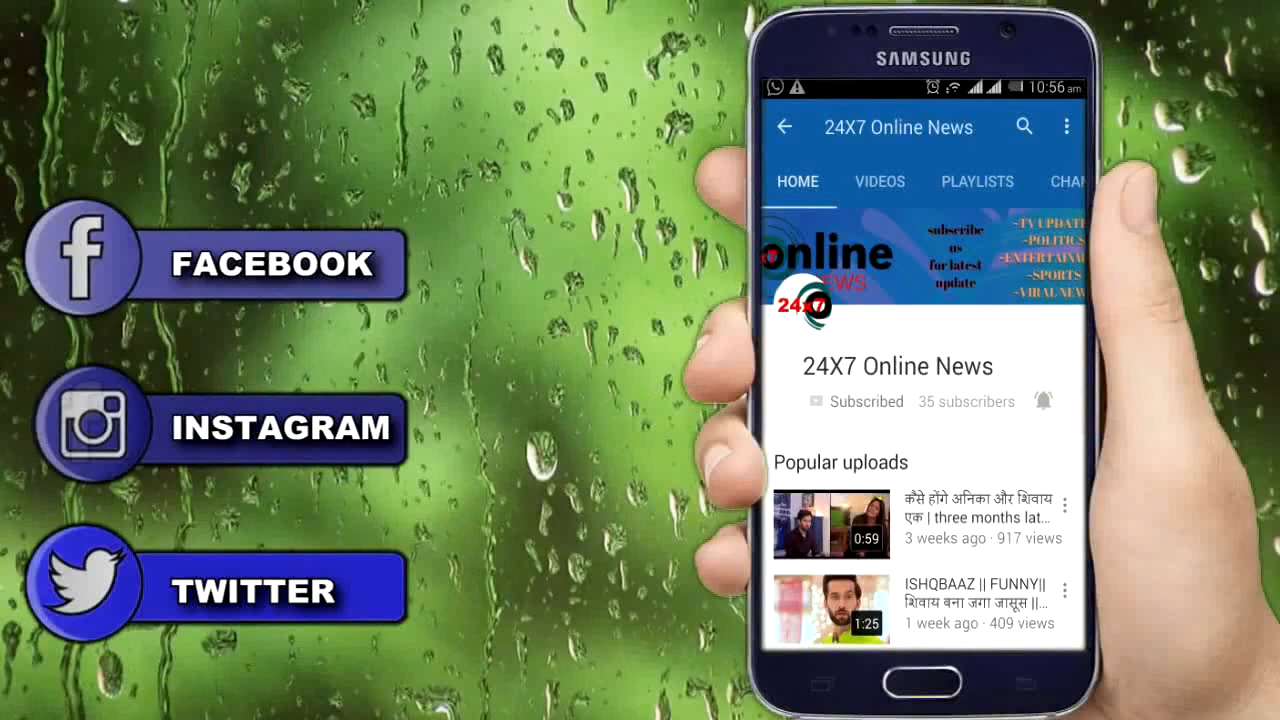 FACEBOOK
INSTAGRAM
TWITTER
SAMSUNG
10:56 am
24X7 Online News
HOME VIDEOS PLAYLISTS CHAN
online
NEWS
subscribe
us
for latest
update
~TV UPDATE
~POLITICS
~ENTERTAINM
~SPORTS
~VIRAL NEW
24x7
24X7 Online News
Subscribed 35 subscribers
Popular uploads
0:59
कैसे होंगे अनिका और शिवाय
एक | three months lat...
3 weeks ago · 917 views
1:25
ISHQBAAZ || FUNNY||
शिवाय बना जगा जासूस ||...
1 week ago · 409 views